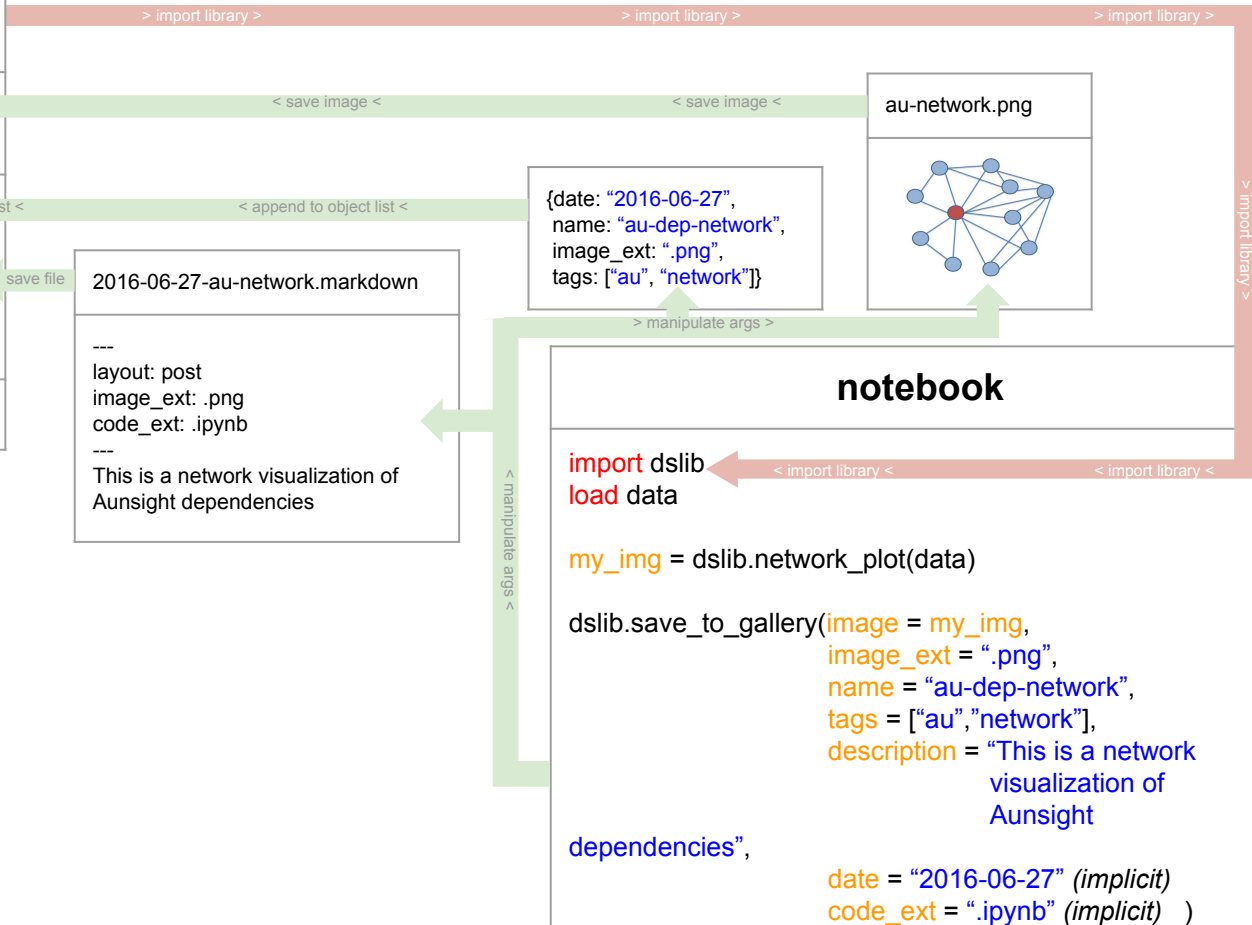 > import library > > import library > > import library >
< save image < < save image <
au-network.png
> import library >
st < < append to object list <
{date: “2016-06-27”,
name: “au-dep-network”,
image_ext: “.png”,
tags: [“au”, “network”]}
save file
2016-06-27-au-network.markdown
---
layout: post
image_ext: .png
code_ext: .ipynb
---
This is a network visualization of
Aunsight dependencies
> manipulate args >
< manipulate args <
notebook
import dslib
< import library < < import library <
load data
my_img = dslib.network_plot(data)
dslib.save_to_gallery(image = my_img,
image_ext = “.png”,
name = “au-dep-network”,
tags = [“au”,”network”],
description = “This is a network
visualization of
Aunsight
dependencies”,
date = “2016-06-27” (implicit)
code_ext = “.ipynb” (implicit) )